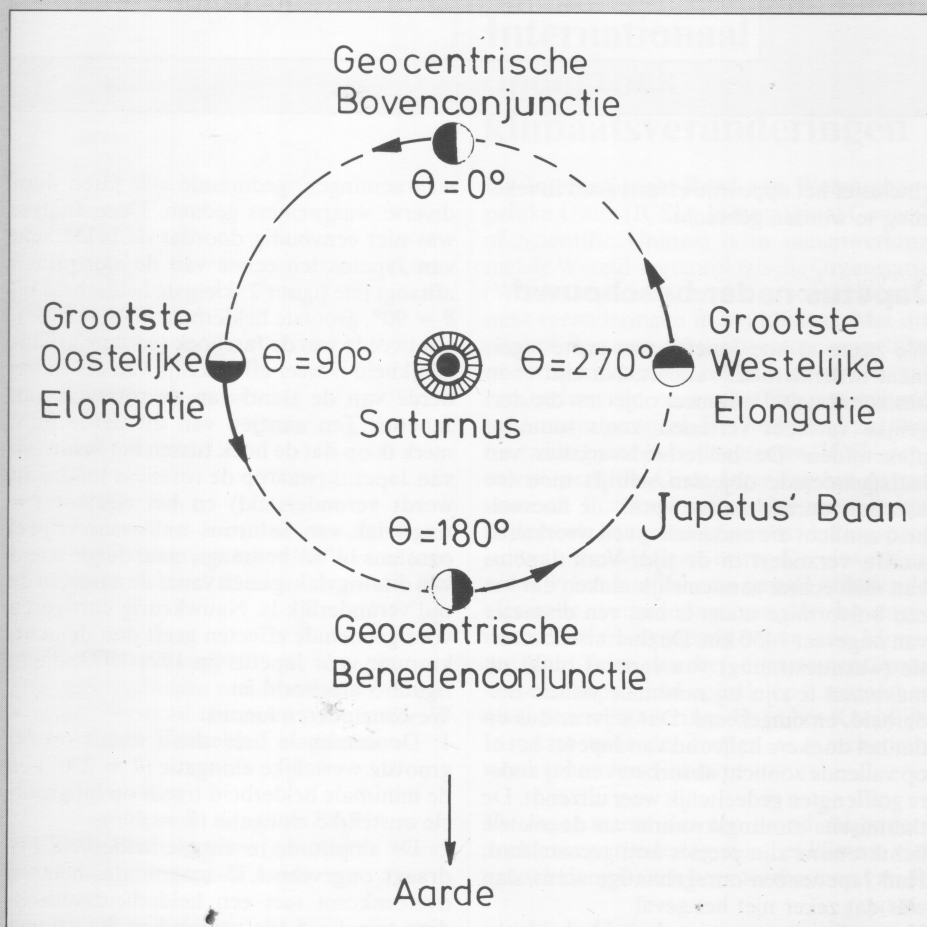 Geocentrische
Bovenconjunctie
Θ=0°
Grootste
Oostelijke
Elongatie
Θ=90°
Saturnus
Θ=270°
Grootste
Westelijke
Elongatie
Θ=180°
Japetus' Baan
Geocentrische
Benedenconjunctie
Aarde